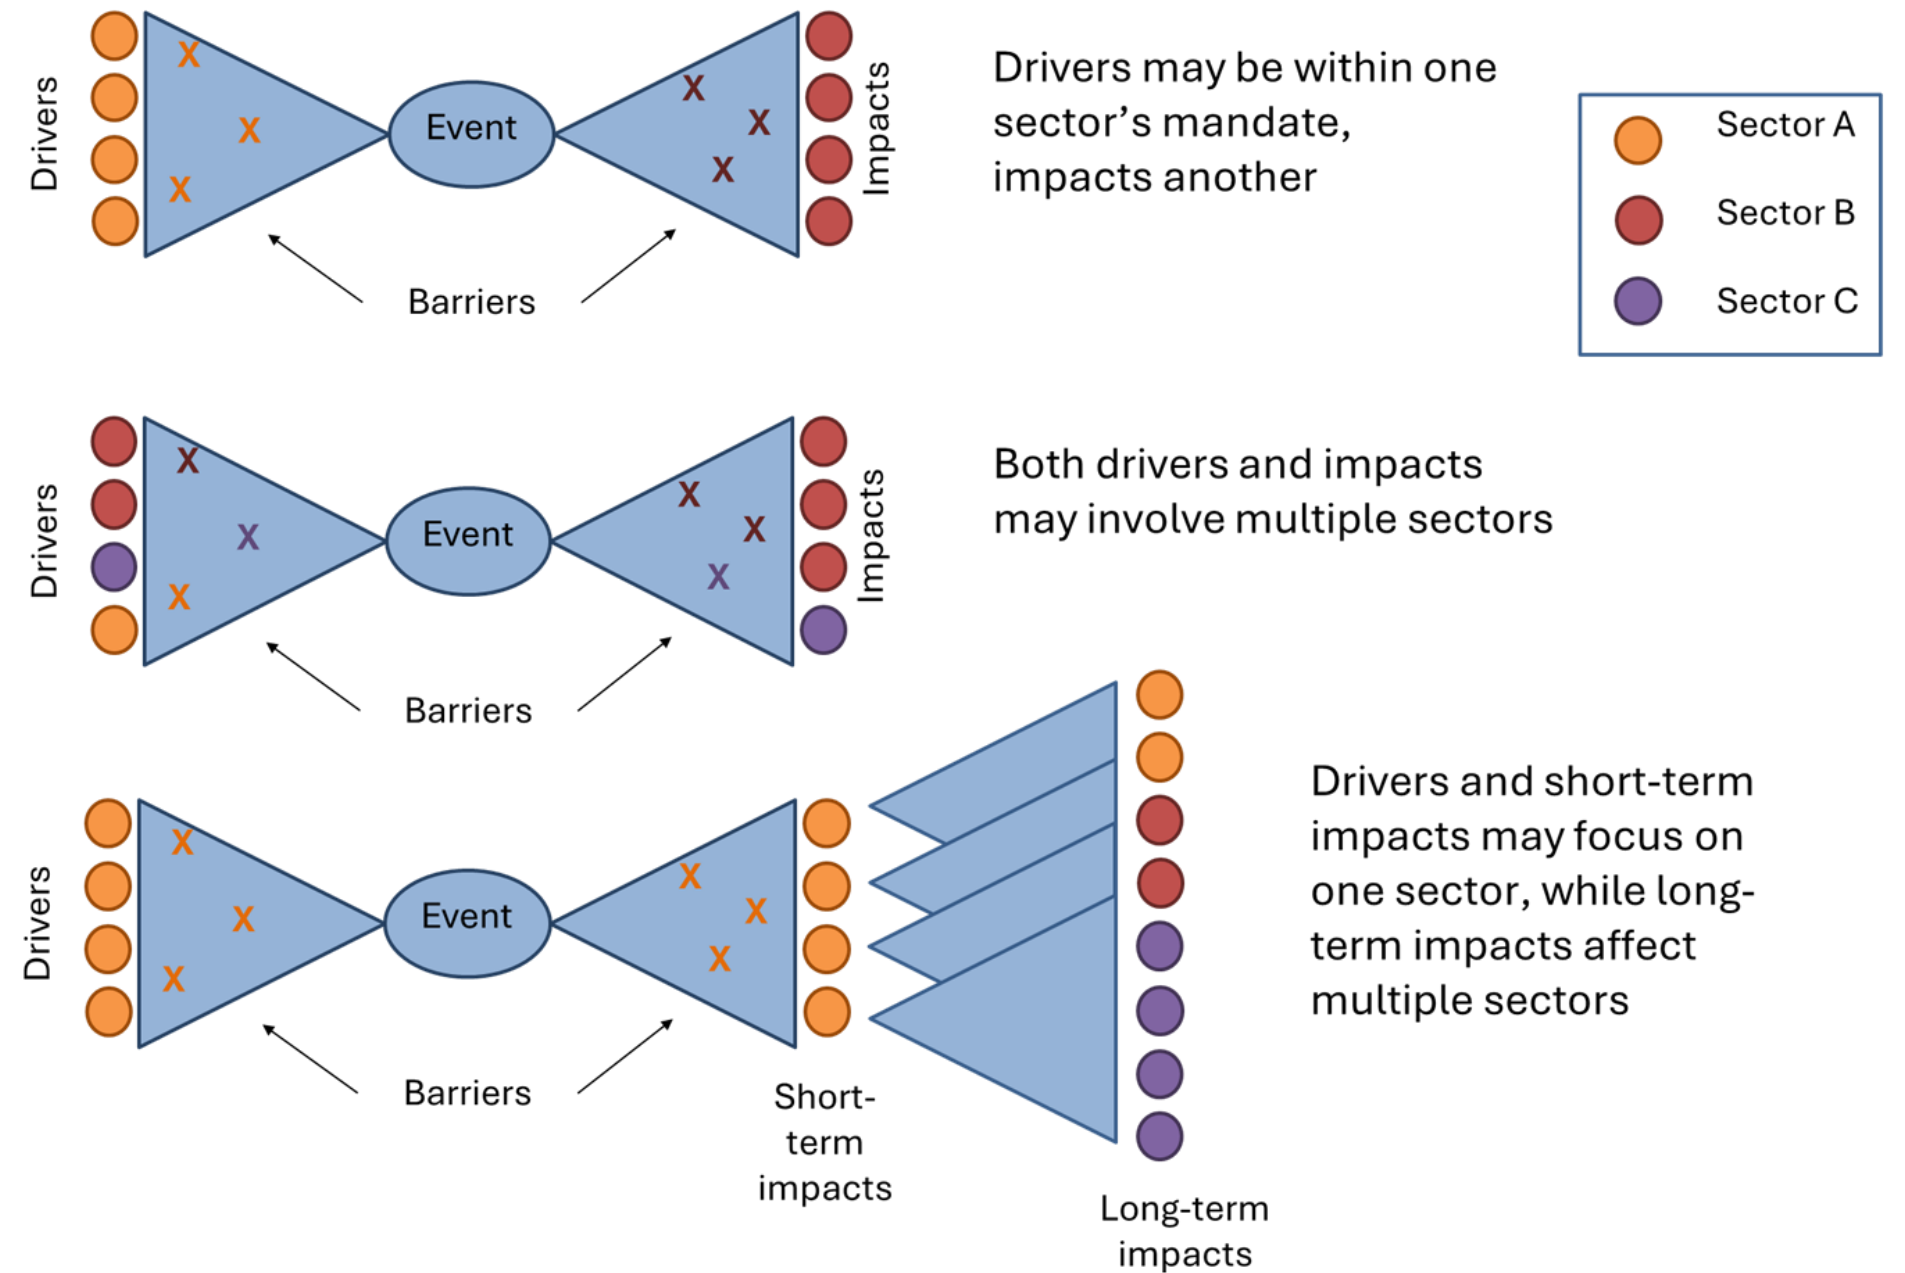 Drivers
X
X
X
Event
X
X
X
Impacts
Barriers
Drivers may be within one
sector’s mandate,
impacts another
Sector A
Sector B
Sector C
Drivers
X
X
X
Event
X
X
X
Impacts
Barriers
Both drivers and impacts
may involve multiple sectors
Drivers
X
X
X
Event
X
X
X
Barriers
Short-
term
impacts
Long-term
impacts
Drivers and short-term
impacts may focus on
one sector, while long-
term impacts affect
multiple sectors